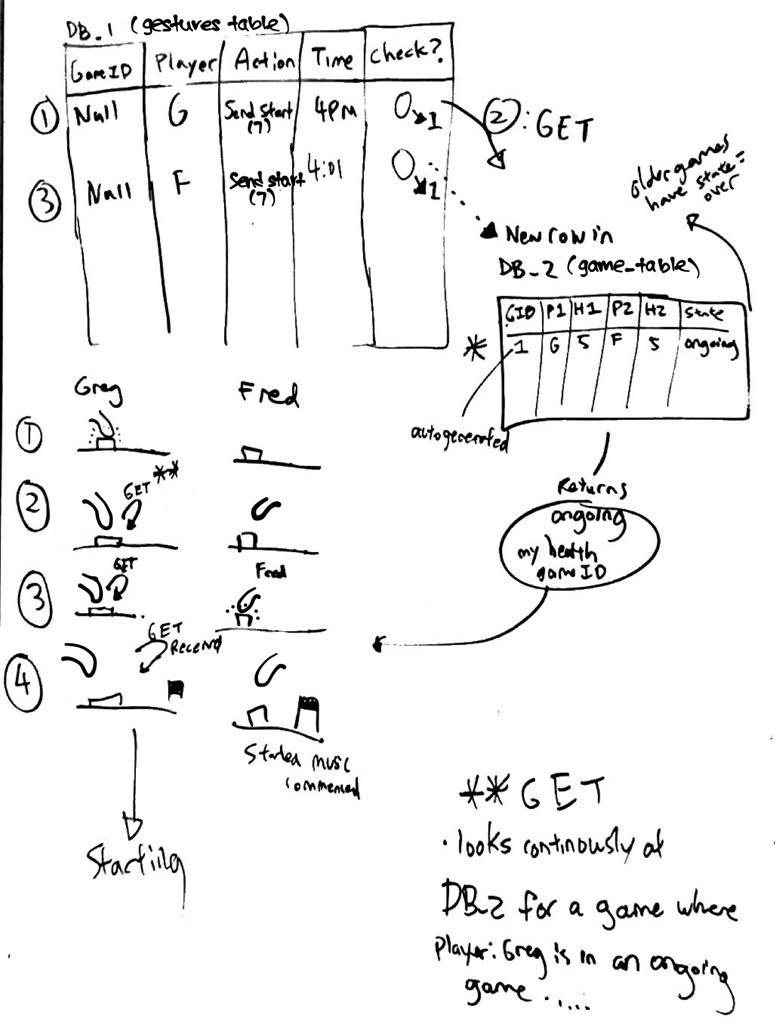 DB_1 (gestures table)
GameID Player Action Time Check?
① Null G Send start (7) 4PM 0 1
②: GET
③ Null F Send start (7) 4:01 0 1
older games
have state =
over
New row in
DB_2 (game_table)
GID P1 H1 P2 H2 State
* 1 G 5 F 5 ongoing
autogenerated
Returns
ongoing
my health
gameID
Greg Fred
①
②
GET **
③
GET
Fred
④
GET
Received
Started music
commenced
Starting
** GET
· looks continously at
DB_2 for a game where
Player: Greg is in an ongoing
game .....